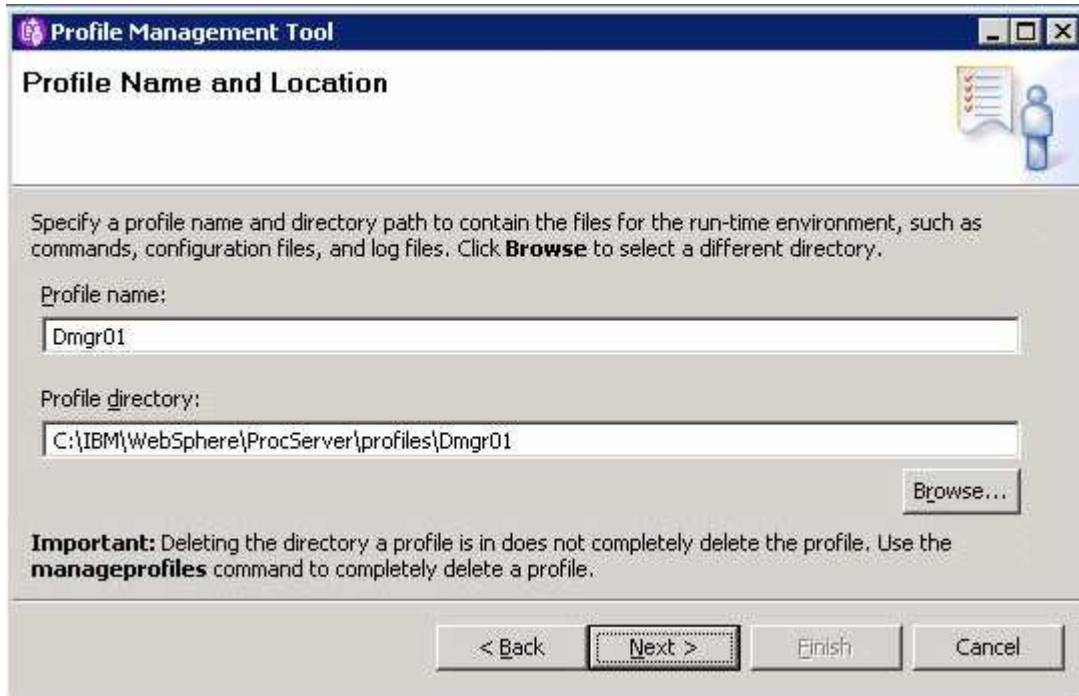 Profile Management Tool
Profile Name and Location
Specify a profile name and directory path to contain the files for the run-time environment, such as
commands, configuration files, and log files. Click Browse to select a different directory.
Profile name:
Dmgr01
Profile directory:
C:\IBM\WebSphere\ProcServer\profiles\Dmgr01
Browse...
Important: Deleting the directory a profile is in does not completely delete the profile. Use the
manageprofiles command to completely delete a profile.
< Back Next > Finish Cancel